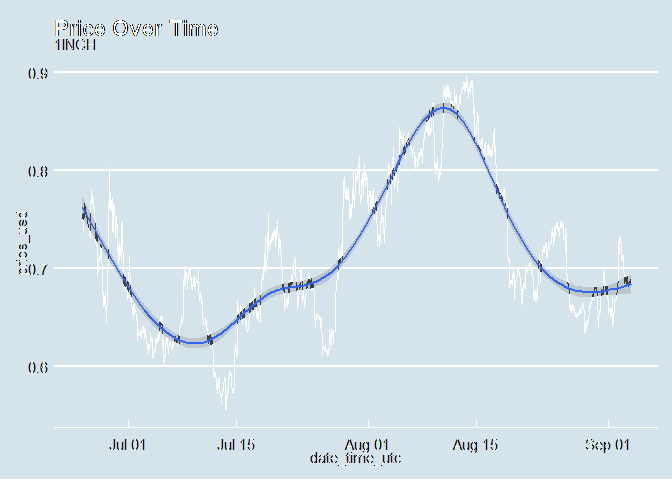 Price Over Time
1INCH
0.9
0.8
0.7
0.6
price_usd
Jul 01 Jul 15 Aug 01 Aug 15 Sep 01
date_time_utc